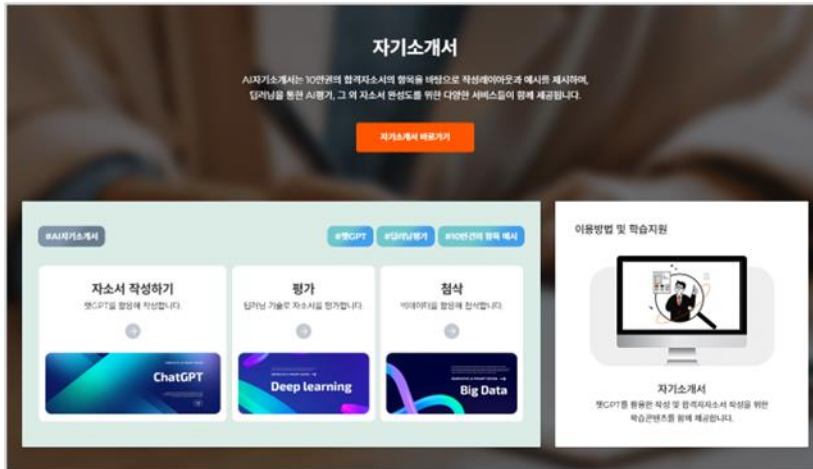 자기소개서
AI자기소개서는 10만권의 합격자소서의 항목을 바탕으로 작성레이아웃과 예시를 제시하며,
딥러닝을 통한 AI평가, 그 외 자소서 완성도를 위한 다양한 서비스들이 함께 제공됩니다.
자기소개서 바로가기
#AI자기소개서
#챗GPT #딥러닝평가 #10만건의 항목 예시
자소서 작성하기
챗GPT를 활용해 작성합니다.
ChatGPT
평가
딥러닝 기술로 자소서를 평가합니다.
Deep learning
첨삭
빅데이터를 활용해 첨삭합니다.
Big Data
이용방법 및 학습지원
자기소개서
챗GPT를 활용한 작성 및 합격자자소서 작성을 위한
학습콘텐츠를 함께 제공합니다.